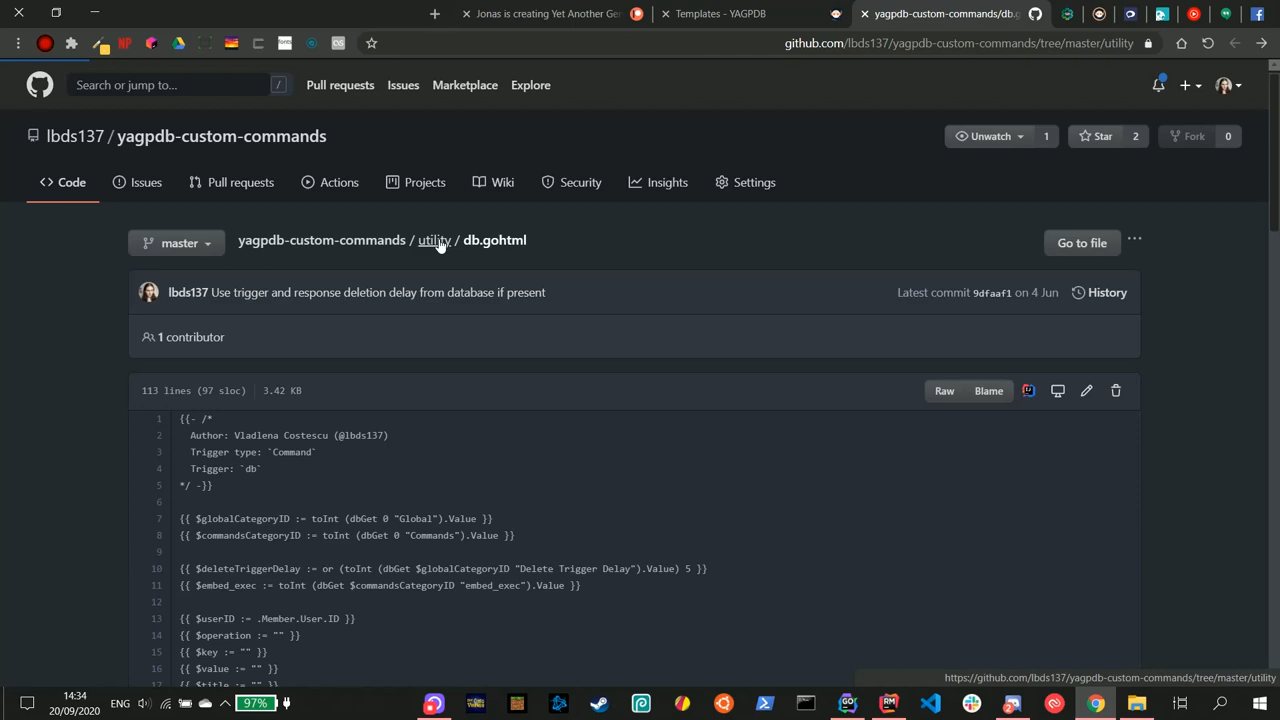 Jonas is creating Yet Another Ge
Templates - YAGPDB
yagpdb-custom-commands/db.g
NP
fonts
OS
github.com/lbds137/yagpdb-custom-commands/tree/master/utility
Search or jump to...
/
Pull requests
Issues
Marketplace
Explore
lbds137 / yagpdb-custom-commands
Unwatch
1
Star
2
Fork
0
Code
Issues
Pull requests
Actions
Projects
Wiki
Security
Insights
Settings
master
yagpdb-custom-commands / utility / db.gohtml
Go to file
lbds137 Use trigger and response deletion delay from database if present
Latest commit 9dfaaf1 on 4 Jun
History
1 contributor
113 lines (97 sloc) | 3.42 KB
Raw
Blame
1 {{- /*
2 Author: Vladlena Costescu (@lbds137)
3 Trigger type: `Command`
4 Trigger: `db`
5 */ -}}
6
7 {{ $globalCategoryID := toInt (dbGet 0 "Global").Value }}
8 {{ $commandsCategoryID := toInt (dbGet 0 "Commands").Value }}
9
10 {{ $deleteTriggerDelay := or (toInt (dbGet $globalCategoryID "Delete Trigger Delay").Value) 5 }}
11 {{ $embed_exec := toInt (dbGet $commandsCategoryID "embed_exec").Value }}
12
13 {{ $userID := .Member.User.ID }}
14 {{ $operation := "" }}
15 {{ $key := "" }}
16 {{ $value := "" }}
17 {{ $title := "" }}
https://github.com/lbds137/yagpdb-custom-commands/tree/master/utility
14:34
20/09/2020
ENG
97%